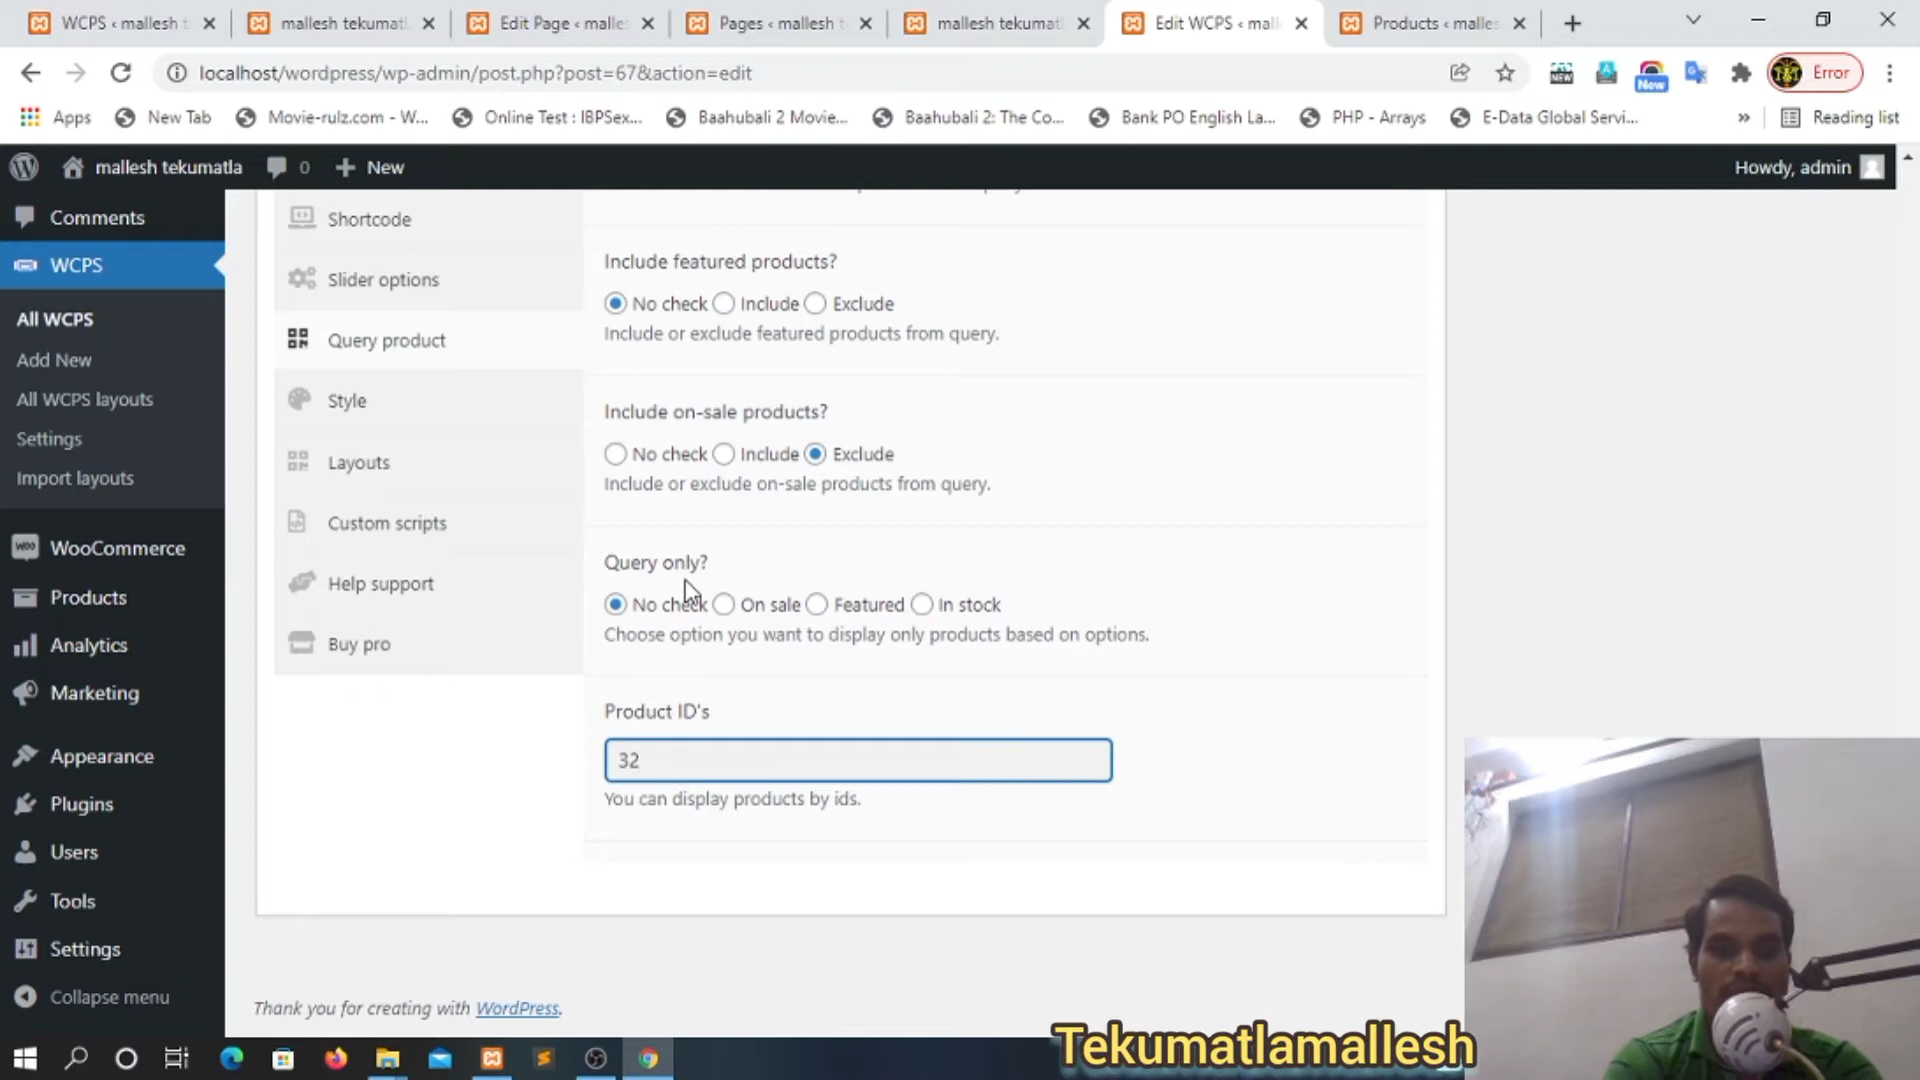 WCPS ‹ mallesh t
mallesh tekumatl
Edit Page ‹ malle
Pages ‹ mallesh t
mallesh tekumat
Edit WCPS ‹ mall
Products ‹ malles
localhost/wordpress/wp-admin/post.php?post=67&action=edit
NEW
New
Error
Apps
New Tab
Movie-rulz.com - W...
Online Test : IBPSex...
Baahubali 2 Movie...
Baahubali 2: The Co...
Bank PO English La...
PHP - Arrays
E-Data Global Servi...
»
Reading list
mallesh tekumatla
0
New
Howdy, admin
Comments
WCPS
All WCPS
Add New
All WCPS layouts
Settings
Import layouts
WooCommerce
Products
Analytics
Marketing
Appearance
Plugins
Users
Tools
Settings
Collapse menu
Shortcode
Slider options
Query product
Style
Layouts
Custom scripts
Help support
Buy pro
Include featured products?
No check Include Exclude
Include or exclude featured products from query.
Include on-sale products?
No check Include Exclude
Include or exclude on-sale products from query.
Query only?
No check On sale Featured In stock
Choose option you want to display only products based on options.
Product ID's
32
You can display products by ids.
Thank you for creating with WordPress.
Tekumatlamallesh